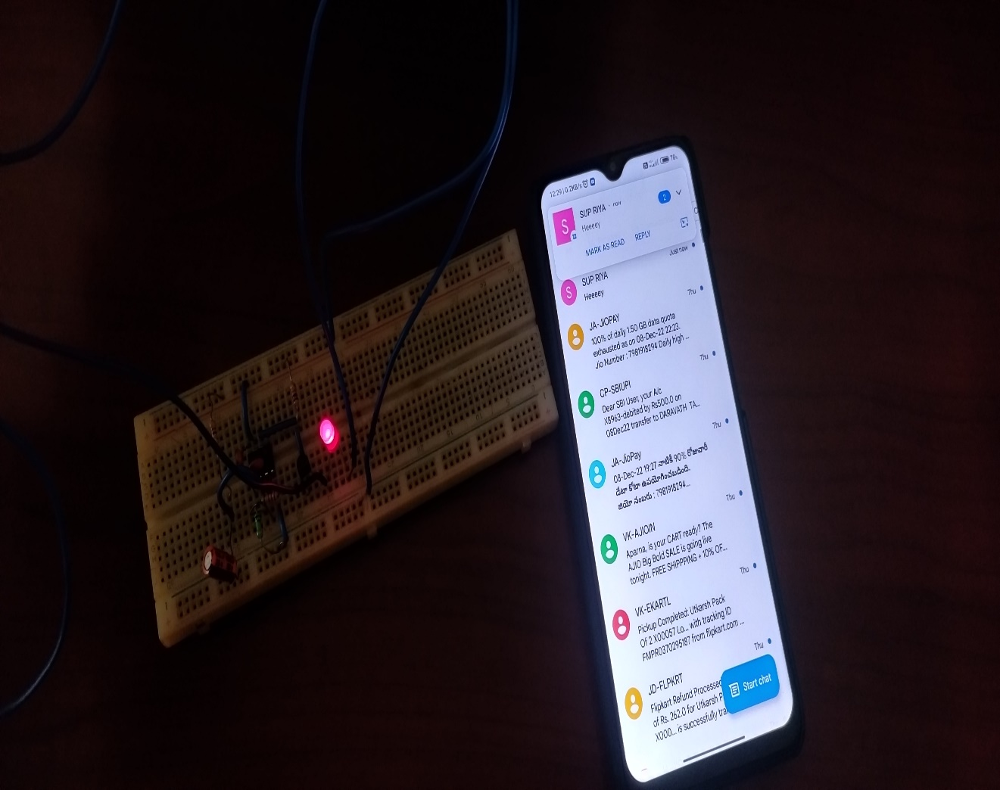 12:29 | 0.2KB/s
76%
SUP RIYA · now
2
S
Heeeey
MARK AS READ
REPLY
Just now
S
SUP RIYA
Heeeey
Thu
JA-JIOPAY
100% of daily 1.50 GB data quota
exhausted as on 08-Dec-22 22:23.
Jio Number : 7981918294 Daily high ...
Thu
CP-SBIUPI
Dear SBI User, your A/c
X8963-debited by Rs500.0 on
08Dec22 transfer to DARAVATH TA...
Thu
JA-JioPay
08-Dec-22 19:27 నాటికి 90% రోజువారీ
డేటా కోటా ఉపయోగించబడింది.
జియో నంబరు : 7981918294...
Thu
VK-AJIOIN
Aparna, is your CART ready? The
AJIO Big Bold SALE is going live
tonight. FREE SHIPPPING + 10% OF...
Thu
VK-EKARTL
Pickup Completed: Utkarsh Pack
Of 2 X00057 Lo... with tracking ID
FMPR0370295187 from flipkart.com ...
Thu
JD-FLPKRT
Flipkart Refund Processed
of Rs. 262.0 for Utkarsh P
X000... is successfully tra
Start chat